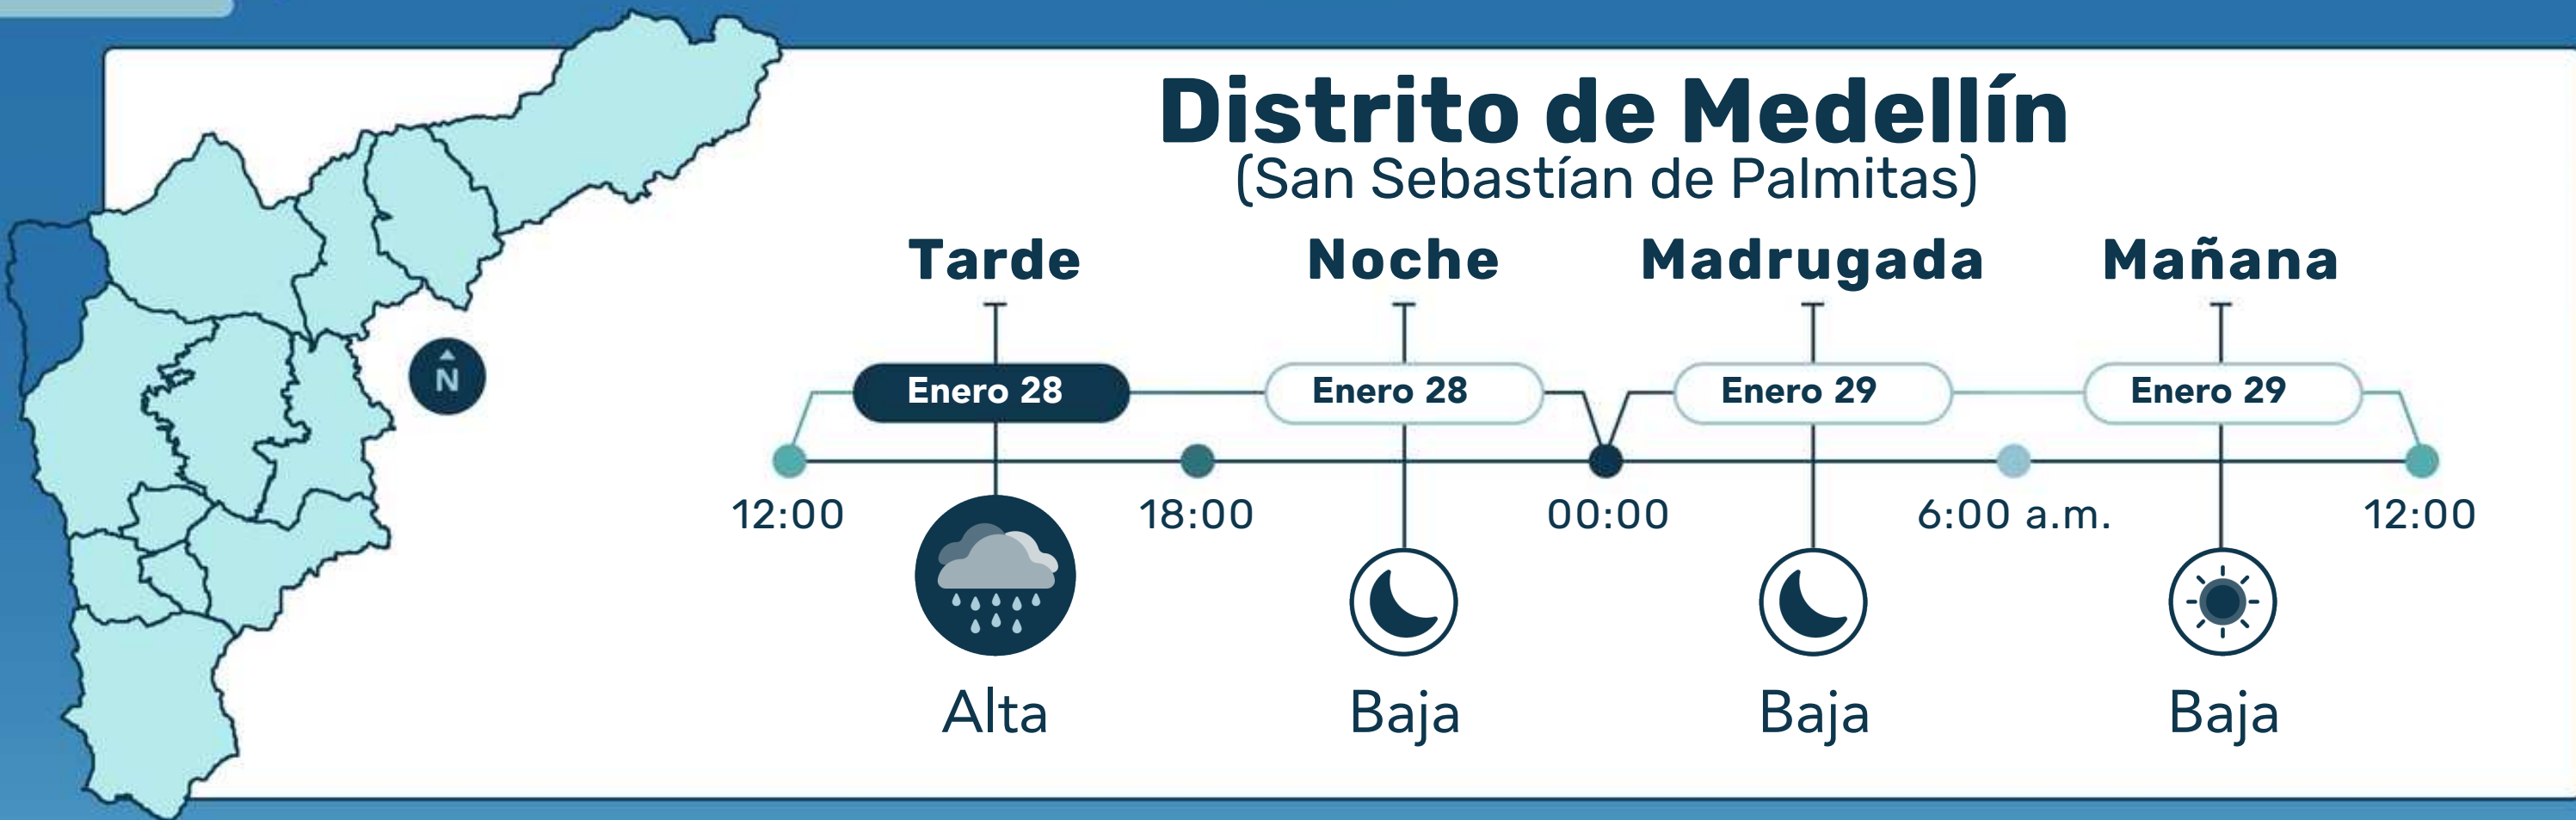 Distrito de Medellín
(San Sebastían de Palmitas)
Tarde Noche Madrugada Mañana
Enero 28 Enero 28 Enero 29 Enero 29
N
12:00 18:00 00:00 6:00 a.m. 12:00
Alta Baja Baja Baja